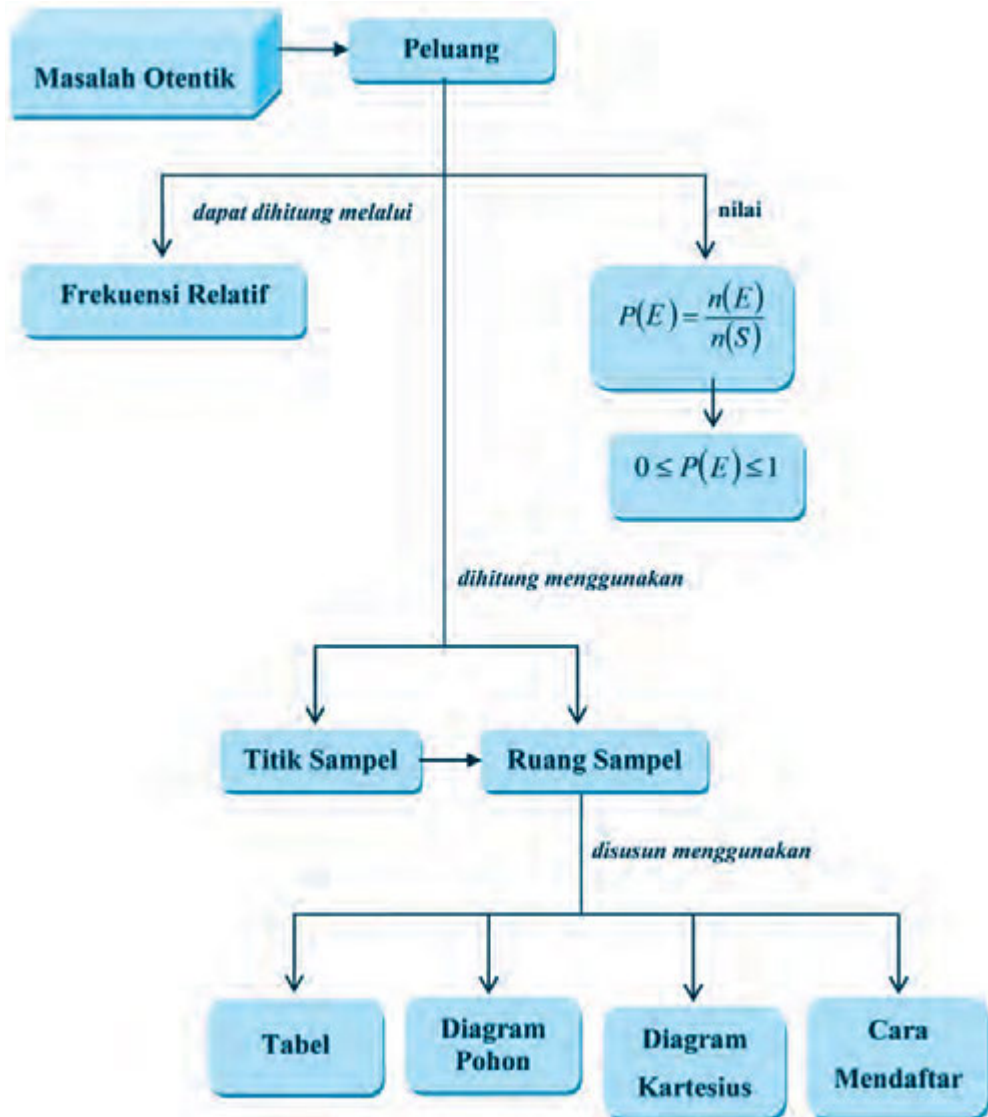 Masalah Otentik
Peluang
dapat dihitung melalui
nilai
Frekuensi Relatif
P(E) = n(E) / n(S)
0 ≤ P(E) ≤ 1
dihitung menggunakan
Titik Sampel
Ruang Sampel
disusun menggunakan
Tabel
Diagram
Pohon
Diagram
Kartesius
Cara
Mendaftar